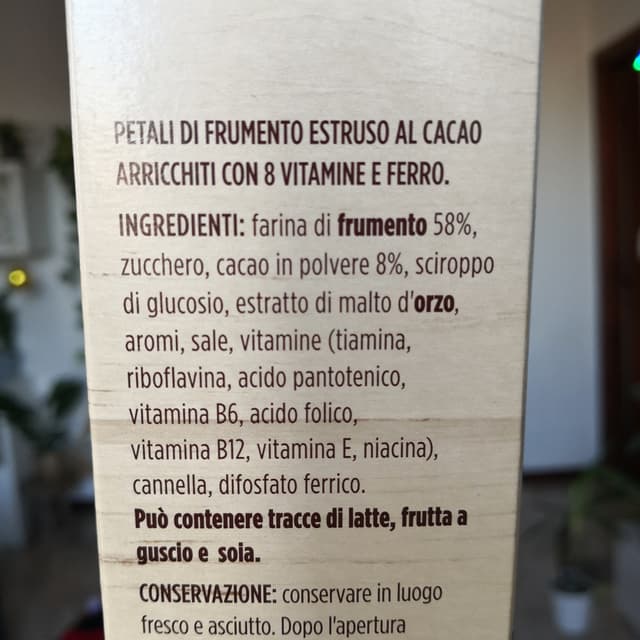 PETALI DI FRUMENTO ESTRUSO AL CACAO
ARRICCHITI CON 8 VITAMINE E FERRO.
INGREDIENTI: farina di frumento 58%,
zucchero, cacao in polvere 8%, sciroppo
di glucosio, estratto di malto d'orzo,
aromi, sale, vitamine (tiamina,
riboflavina, acido pantotenico,
vitamina B6, acido folico,
vitamina B12, vitamina E, niacina),
cannella, difosfato ferrico.
Può contenere tracce di latte, frutta a
guscio e soia.
CONSERVAZIONE: conservare in luogo
fresco e asciutto. Dopo l'apertura